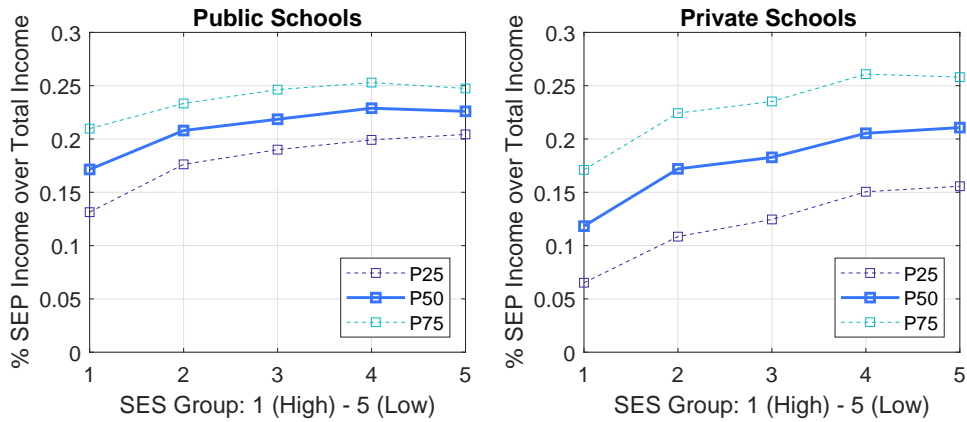 Public Schools
% SEP Income over Total Income
0.3
0.25
0.2
0.15
0.1
0.05
0
1 2 3 4 5
SES Group: 1 (High) - 5 (Low)
P25
P50
P75
Private Schools
% SEP Income over Total Income
0.3
0.25
0.2
0.15
0.1
0.05
0
1 2 3 4 5
SES Group: 1 (High) - 5 (Low)
P25
P50
P75